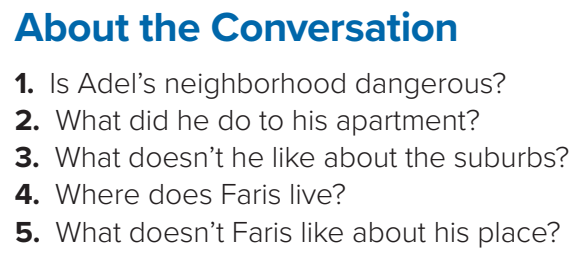 About the Conversation
1. Is Adel’s neighborhood dangerous?
2. What did he do to his apartment?
3. What doesn’t he like about the suburbs?
4. Where does Faris live?
5. What doesn’t Faris like about his place?